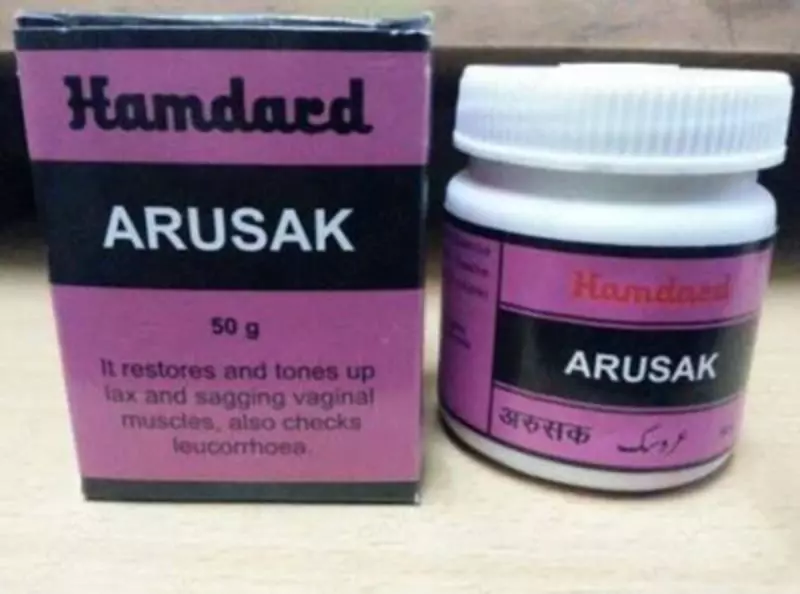 Hamdard
ARUSAK
50 g
It restores and tones up
lax and sagging vaginal
muscles, also checks
leucorrhoea.
Hamdard
ARUSAK
अरुसक عروسک